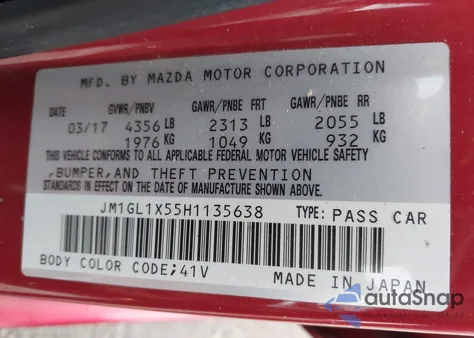 MFD. BY MAZDA MOTOR CORPORATION
DATE GVWR/PNBV GAWR/PNBE FRT GAWR/PNBE RR
03/17 4356 LB 2313 LB 2055 LB
1976 KG 1049 KG 932 KG
THIS VEHICLE CONFORMS TO ALL APPLICABLE FEDERAL MOTOR VEHICLE SAFETY
,BUMPER,AND THEFT PREVENTION
STANDARDS IN EFFECT ON THE DATE OF MANUFACTURE SHOWN ABOVE.
JM1GL1X55H1135638 TYPE: PASS CAR
BODY COLOR CODE;41V MADE IN JAPAN
autoSnap